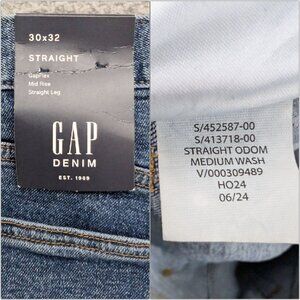 30x32
STRAIGHT
GapFlex
Mid Rise
Straight Leg
GAP
DENIM
EST. 1969
S/452587-00
S/413718-00
STRAIGHT ODOM
MEDIUM WASH
V/000309489
HO24
06/24